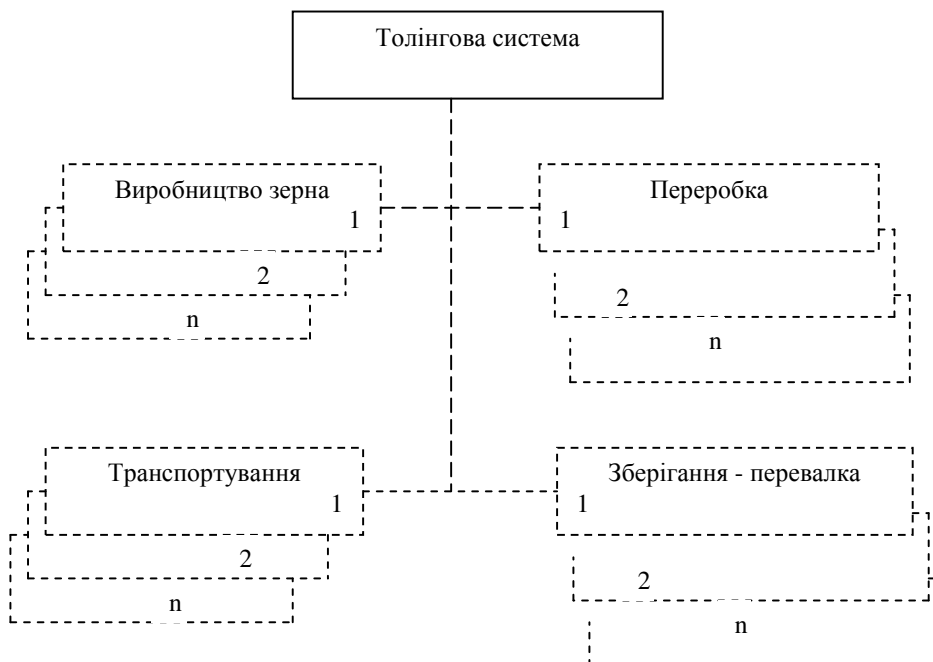 Толінгова система
Виробництво зерна
1
2
n
Переробка
1
2
n
Транспортування
1
2
n
Зберігання - перевалка
1
2
n